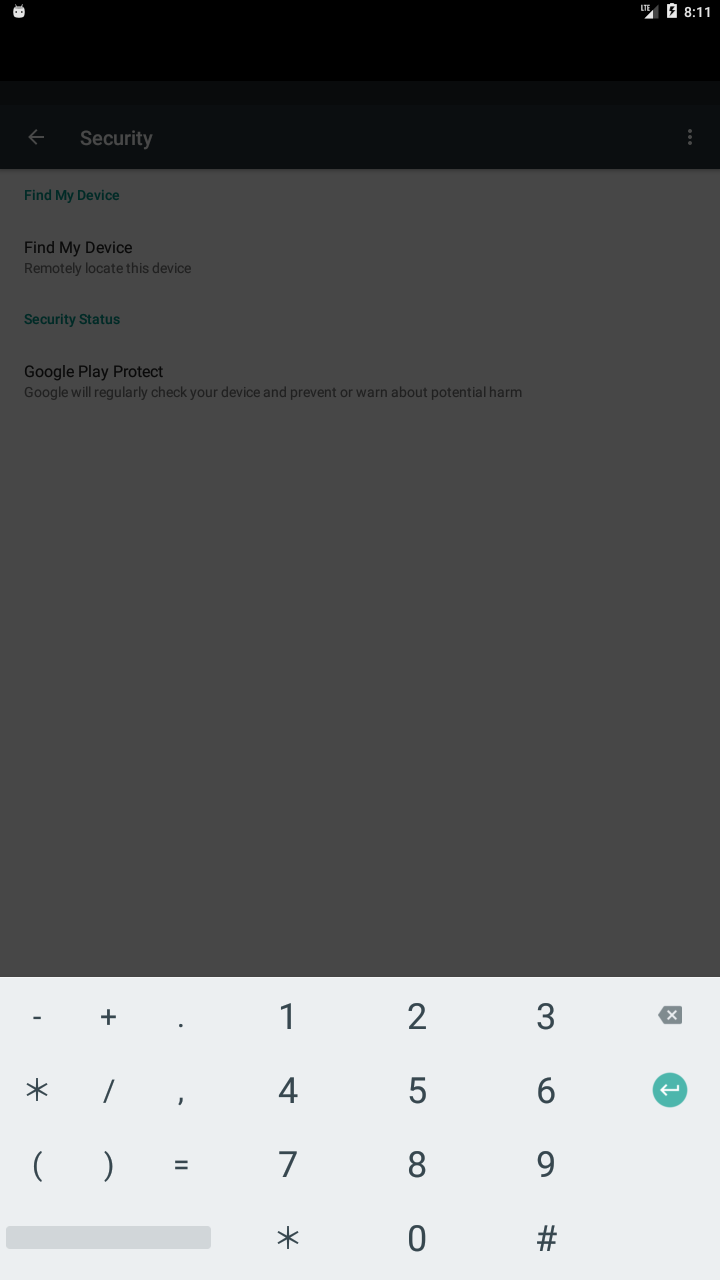 LTE 8:11
Security
Find My Device
Find My Device
Remotely locate this device
Security Status
Google Play Protect
Google will regularly check your device and prevent or warn about potential harm
- + . 1 2 3
* / , 4 5 6
( ) = 7 8 9
* 0 #